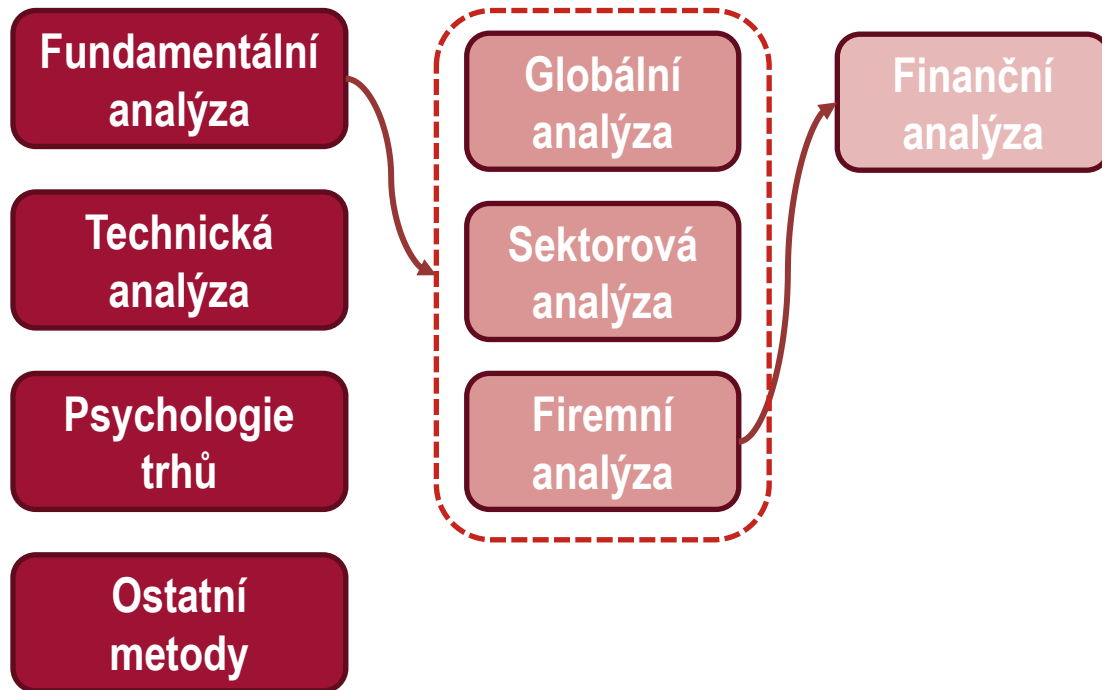 Fundamentální
analýza
Technická
analýza
Psychologie
trhů
Ostatní
metody
Globální
analýza
Sektorová
analýza
Firemní
analýza
Finanční
analýza